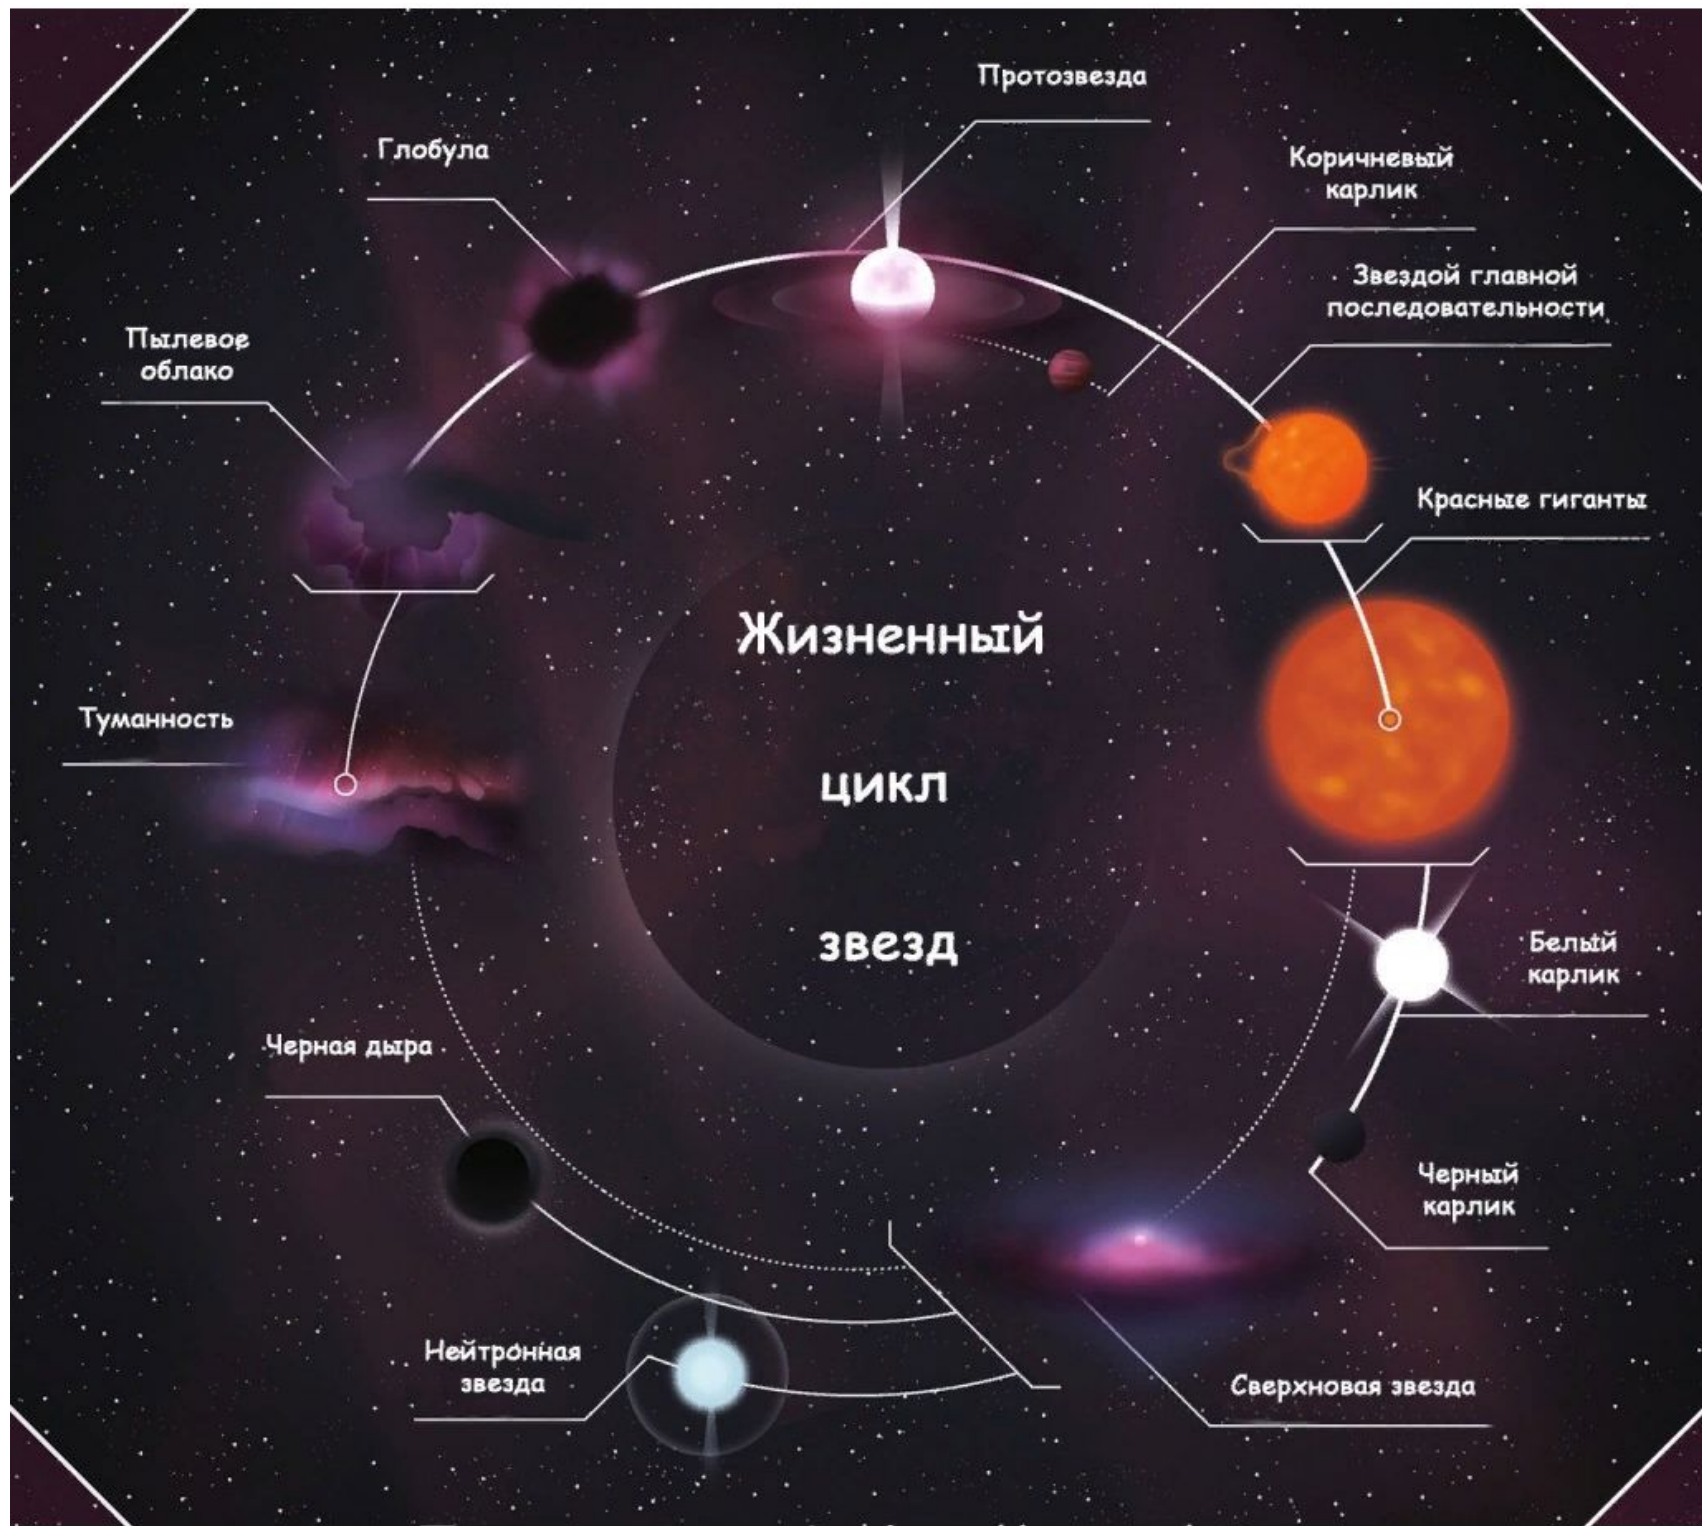 Протозвезда
Глобула
Коричневый
карлик
Звездой главной
последовательности
Пылевое
облако
Красные гиганты
Жизненный
цикл
звезд
Туманность
Белый
карлик
Черная дыра
Черный
карлик
Нейтронная
звезда
Сверхновая звезда